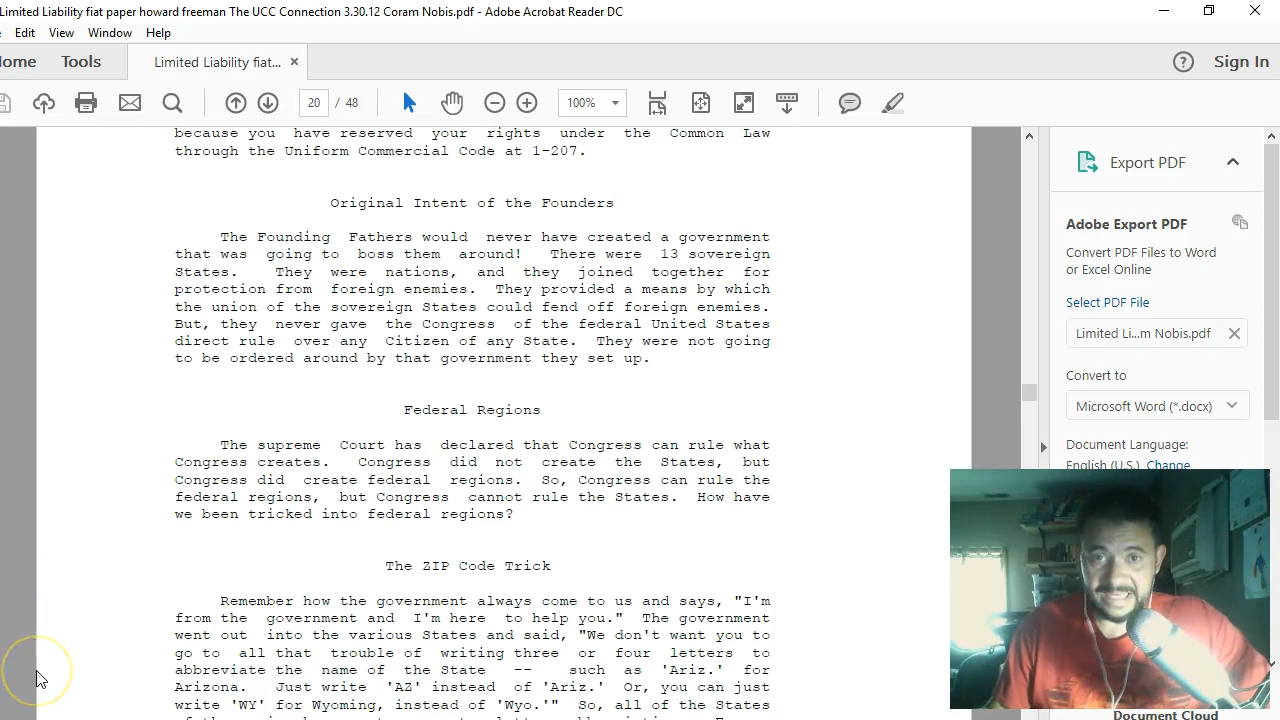 Limited Liability fiat paper howard freeman The UCC Connection 3.30.12 Coram Nobis.pdf - Adobe Acrobat Reader DC
Edit View Window Help
Tools Limited Liability fiat... Sign In
20 / 48 100%
because you have reserved your rights under the Common Law
through the Uniform Commercial Code at 1-207.
Original Intent of the Founders
The Founding Fathers would never have created a government
that was going to boss them around! There were 13 sovereign
States. They were nations, and they joined together for
protection from foreign enemies. They provided a means by which
the union of the sovereign States could fend off foreign enemies.
But, they never gave the Congress of the federal United States
direct rule over any Citizen of any State. They were not going
to be ordered around by that government they set up.
Federal Regions
The supreme Court has declared that Congress can rule what
Congress creates. Congress did not create the States, but
Congress did create federal regions. So, Congress can rule the
federal regions, but Congress cannot rule the States. How have
we been tricked into federal regions?
The ZIP Code Trick
Remember how the government always come to us and says, "I'm
from the government and I'm here to help you." The government
went out into the various States and said, "We don't want you to
go to all that trouble of writing three or four letters to
abbreviate the name of the State -- such as 'Ariz.' for
Arizona. Just write 'AZ' instead of 'Ariz.' Or, you can just
write 'WY' for Wyoming, instead of 'Wyo.'" So, all of the States
Export PDF
Adobe Export PDF
Convert PDF Files to Word
or Excel Online
Select PDF File
Limited Li...m Nobis.pdf
Convert to
Microsoft Word (*.docx)
Document Language:
English (U.S.) Change
Document Cloud